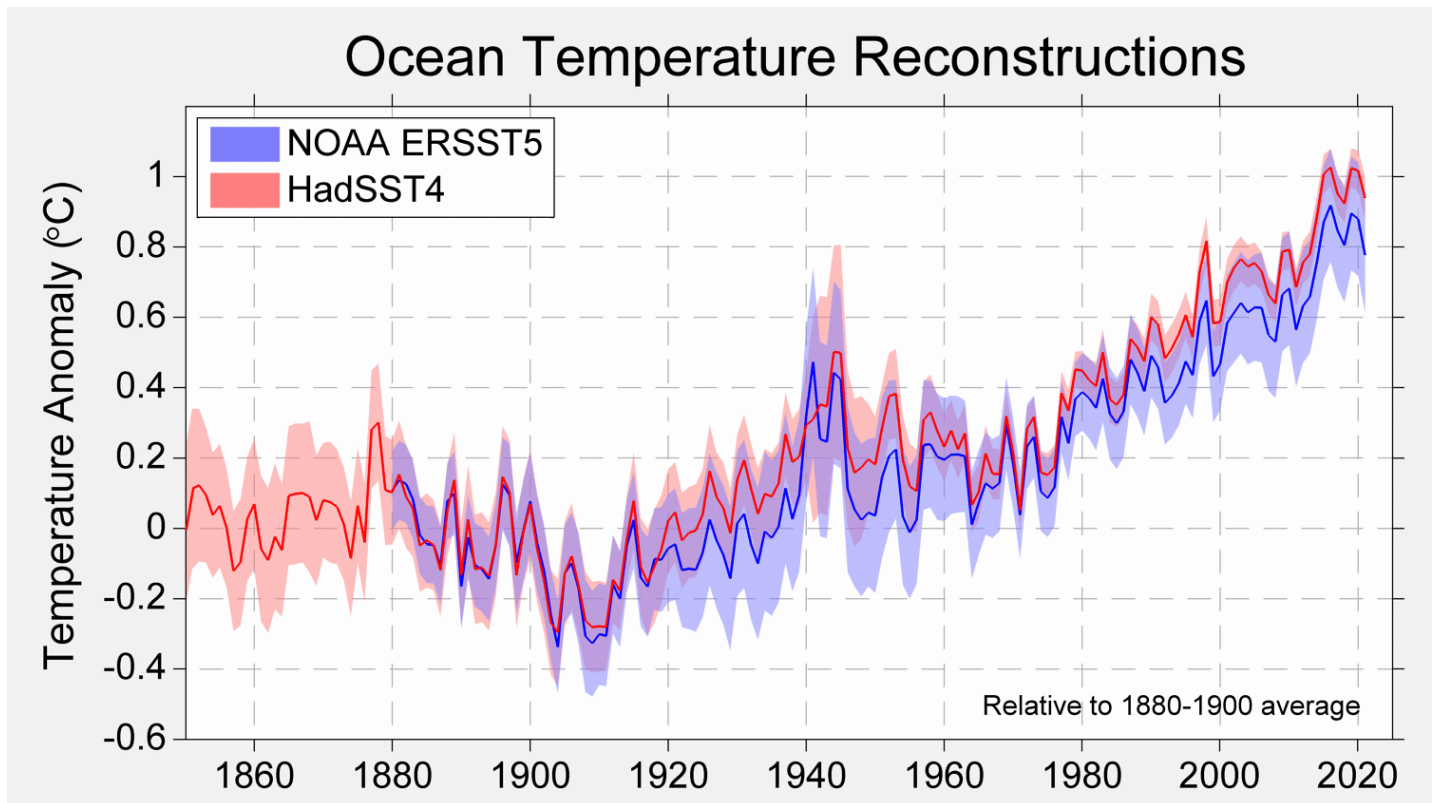 Ocean Temperature Reconstructions
NOAA ERSST5
HadSST4
Temperature Anomaly (°C)
1
0.8
0.6
0.4
0.2
0
-0.2
-0.4
-0.6
Relative to 1880-1900 average
1860 1880 1900 1920 1940 1960 1980 2000 2020